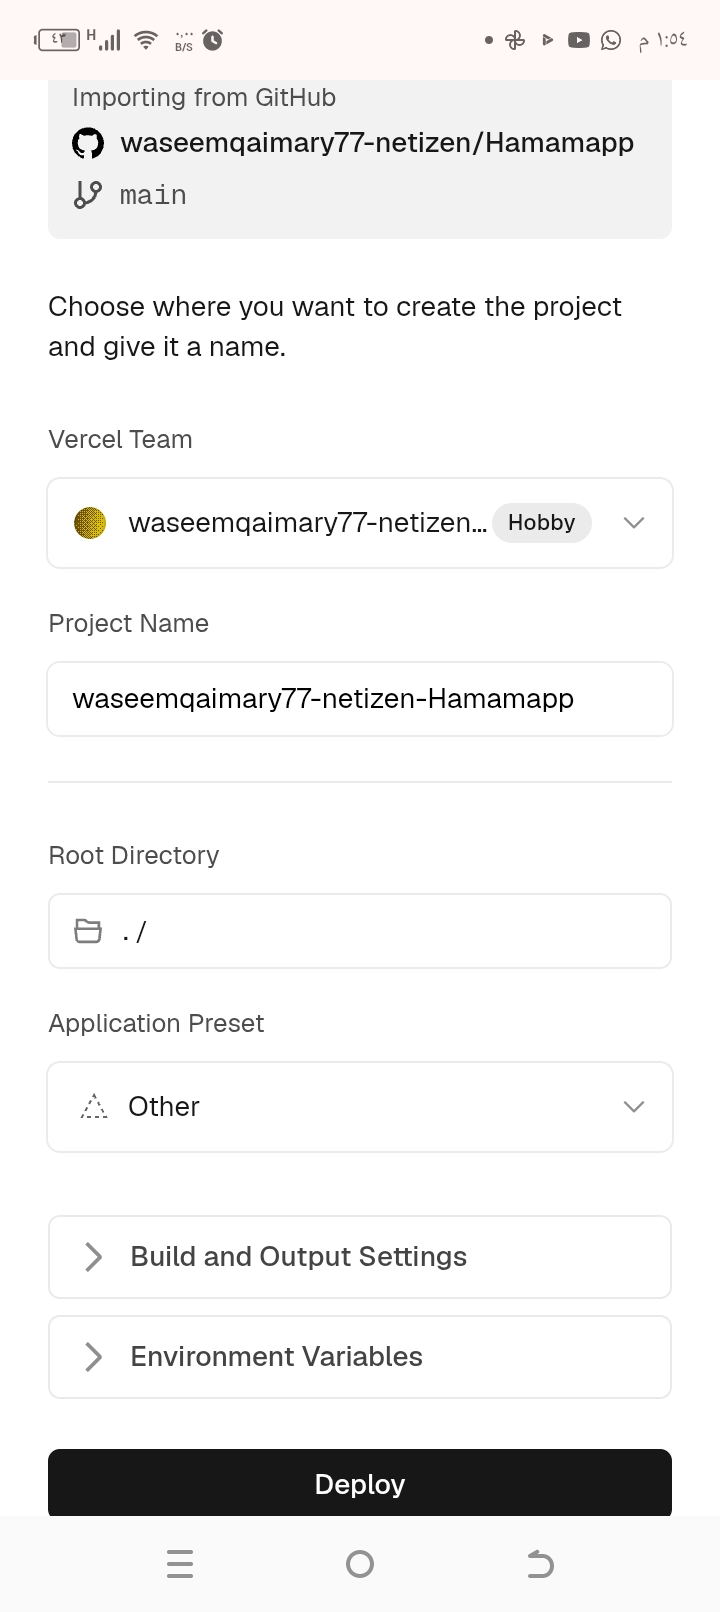 ٤٣ H B/S ١:٥٤ م
Importing from GitHub
waseemqaimary77-netizen/Hamamapp
main
Choose where you want to create the project
and give it a name.
Vercel Team
waseemqaimary77-netizen... Hobby
Project Name
waseemqaimary77-netizen-Hamamapp
Root Directory
./
Application Preset
Other
Build and Output Settings
Environment Variables
Deploy